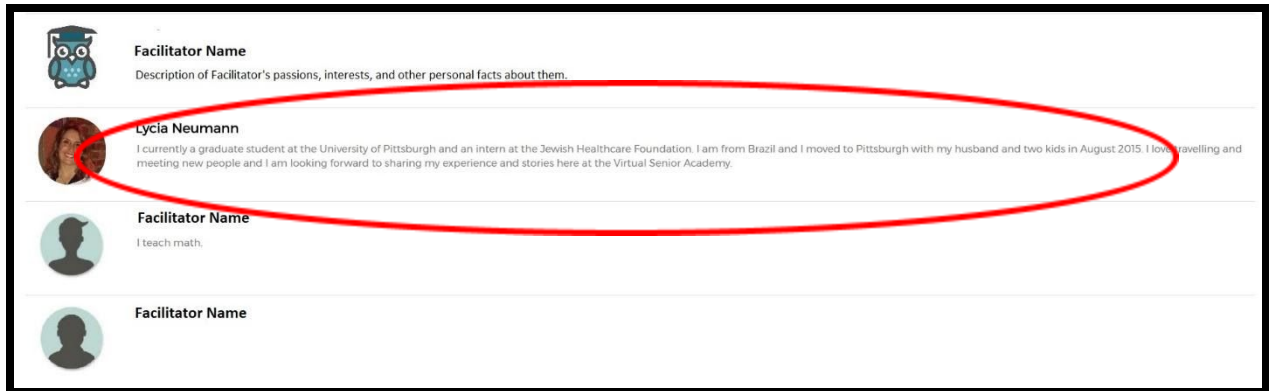 Facilitator Name
Description of Facilitator's passions, interests, and other personal facts about them.
Lycia Neumann
I currently a graduate student at the University of Pittsburgh and an intern at the Jewish Healthcare Foundation. I am from Brazil and I moved to Pittsburgh with my husband and two kids in August 2015. I love travelling and
meeting new people and I am looking forward to sharing my experience and stories here at the Virtual Senior Academy.
Facilitator Name
I teach math.
Facilitator Name